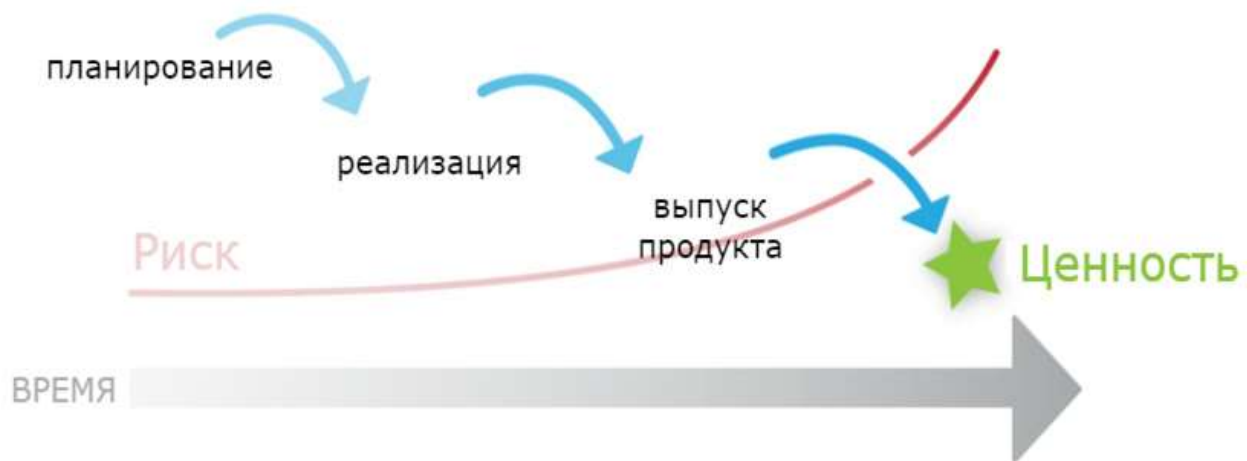 планирование
реализация
выпуск
продукта
Риск
Ценность
ВРЕМЯ